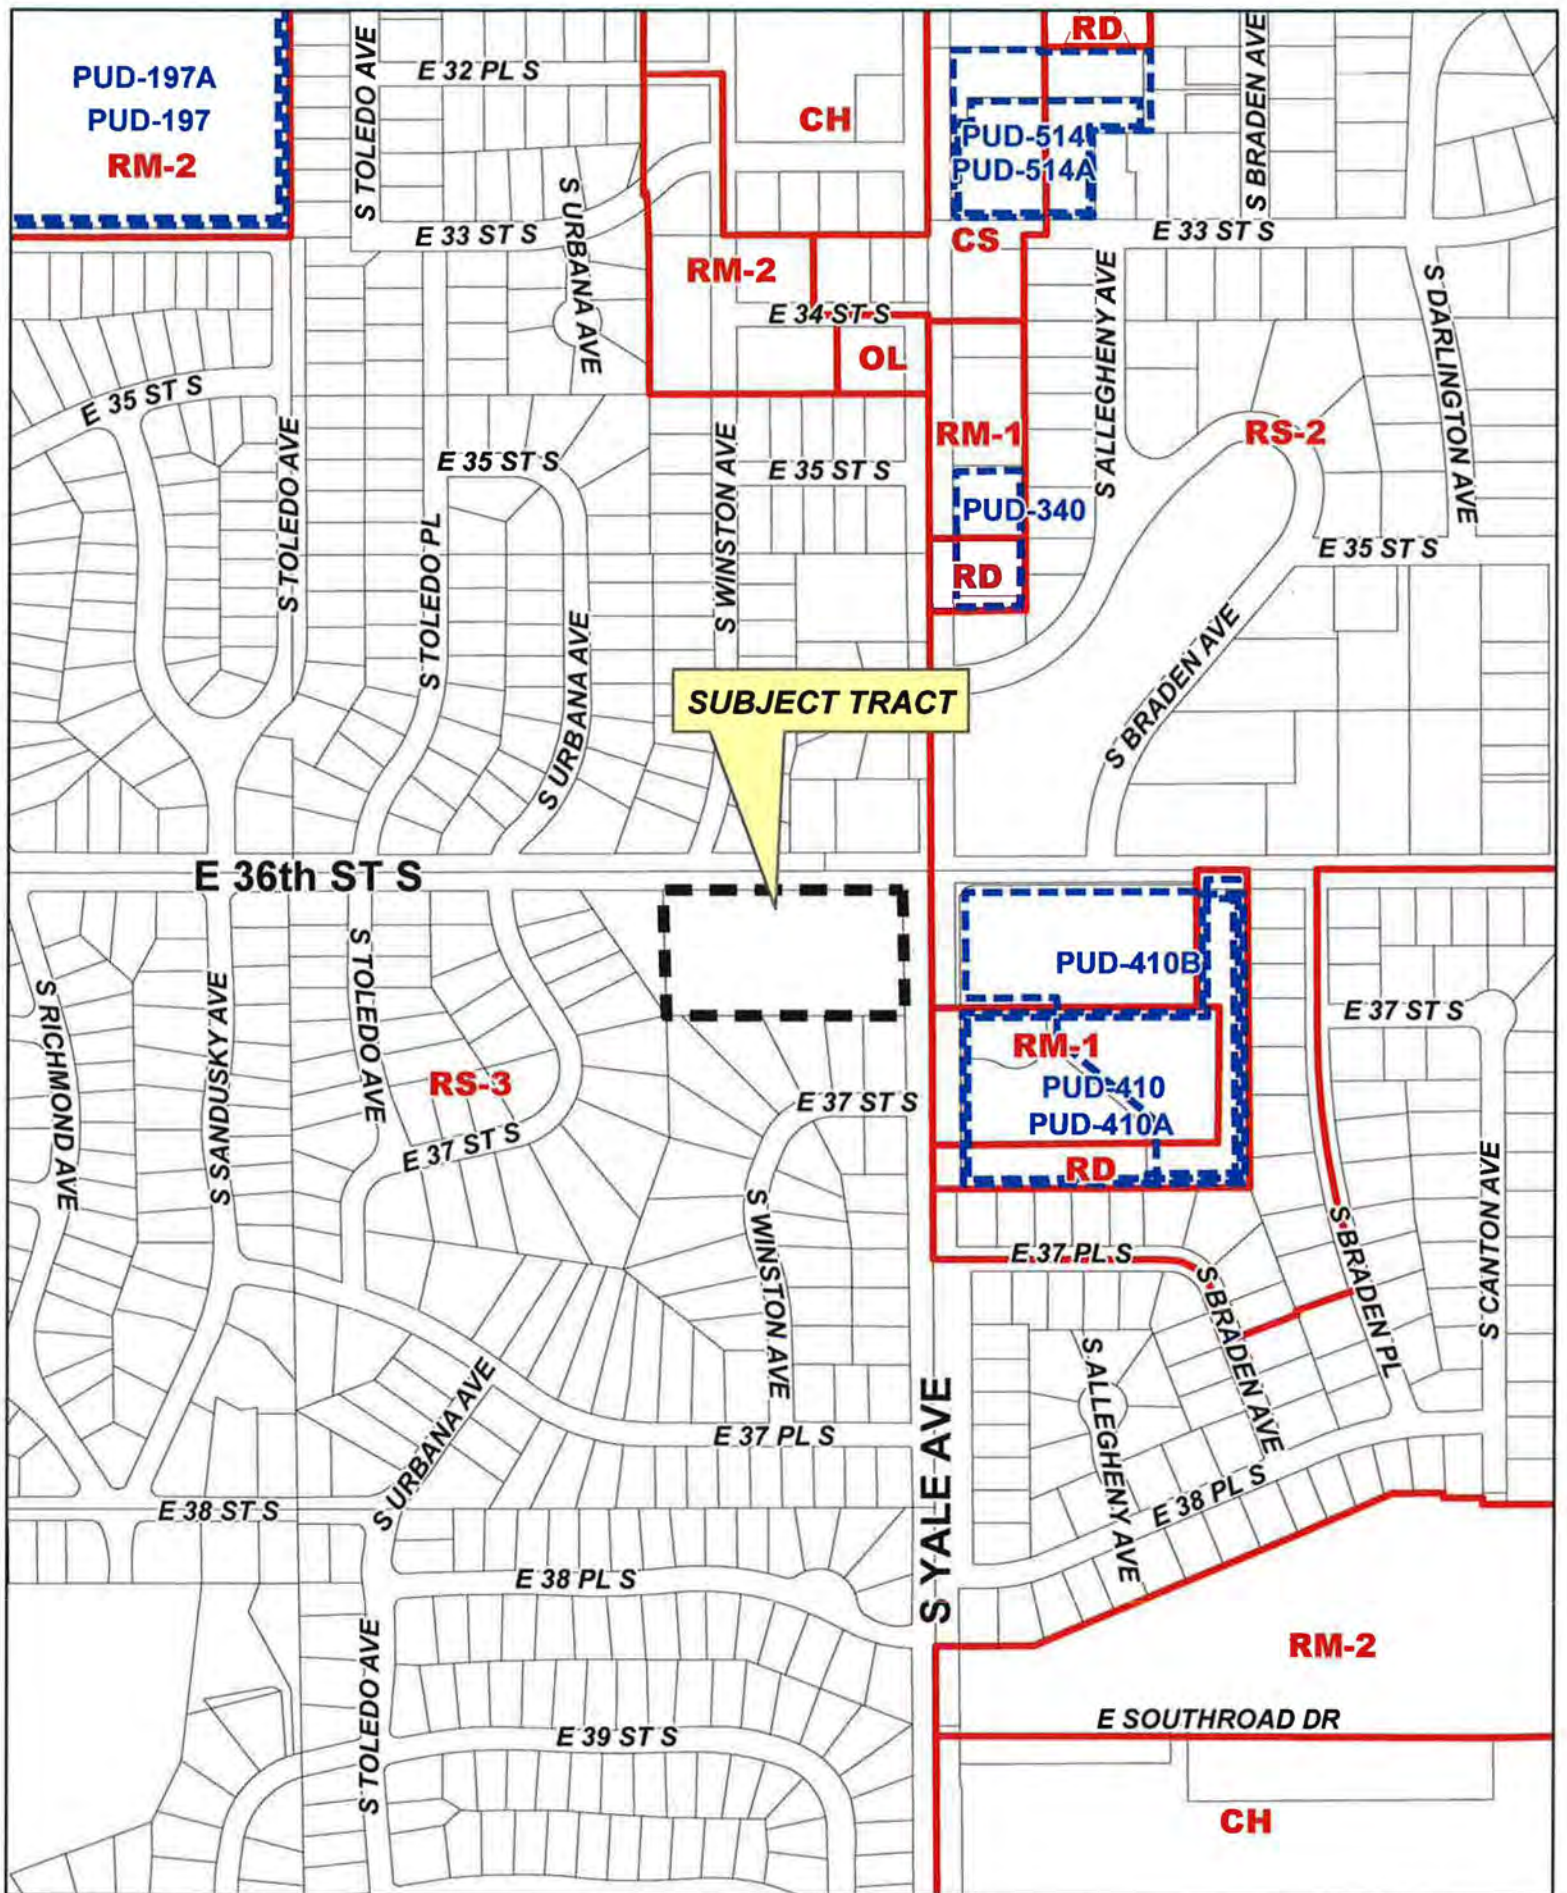 RD
PUD-197A
PUD-197
RM-2
S TOLEDO AVE
E 32 PL S
CH
S BRADEN AVE
PUD-514
PUD-514A
S URBANA AVE
E 33 ST S
CS
E 33 ST S
RM-2
E 34 ST S
OL
S ALLEGHENY AVE
S DARLINGTON AVE
E 35 ST S
S TOLEDO AVE
E 35 ST S
S WINSTON AVE
E 35 ST S
RM-1
RS-2
PUD-340
S TOLEDO PL
E 35 ST S
RD
S URBANA AVE
S BRADEN AVE
SUBJECT TRACT
E 36th ST S
S RICHMOND AVE
S SANDUSKY AVE
S TOLEDO AVE
PUD-410B
E 37 ST S
RM-1
RS-3
PUD-410
PUD-410A
E 37 ST S
E 37 ST S
RD
S WINSTON AVE
E 37 PL S
S BRADEN AVE
S BRADEN PL
S CANTON AVE
S URBANA AVE
S ALLEGHENY AVE
E 37 PL S
S YALE AVE
E 38 ST S
E 38 PL S
E 38 PL S
S TOLEDO AVE
RM-2
E SOUTHROAD DR
E 39 ST S
CH